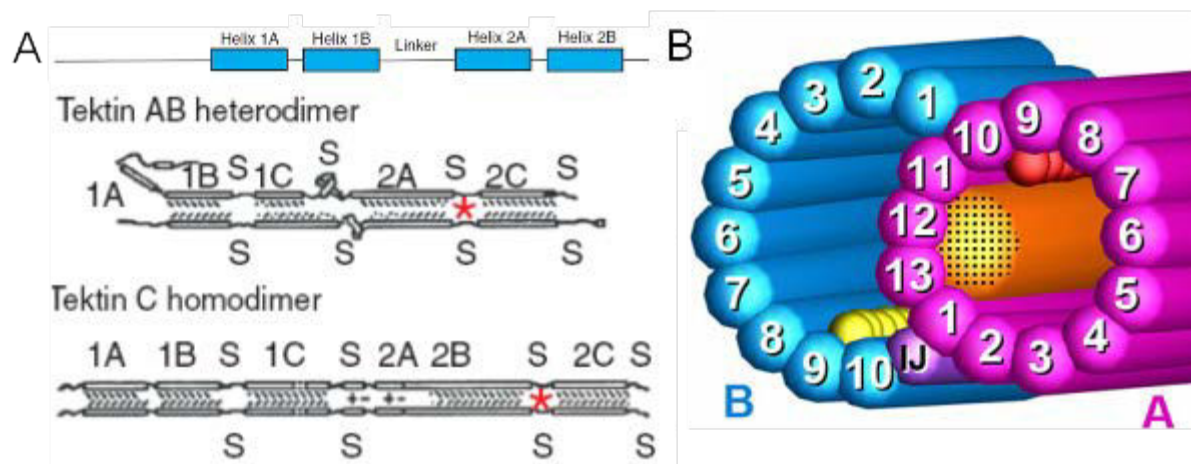 A
Helix 1A Helix 1B Linker Helix 2A Helix 2B
Tektin AB heterodimer
S
1A 1B S 1C 2A S 2C S
S S S S
Tektin C homodimer
1A 1B S 1C S 2A 2B S 2C S
S S S S
B
3 2 1
4 10 9 8
5 11 7
6 12 6
7 13 5
8 1 4
9 10 IJ 2 3
B A